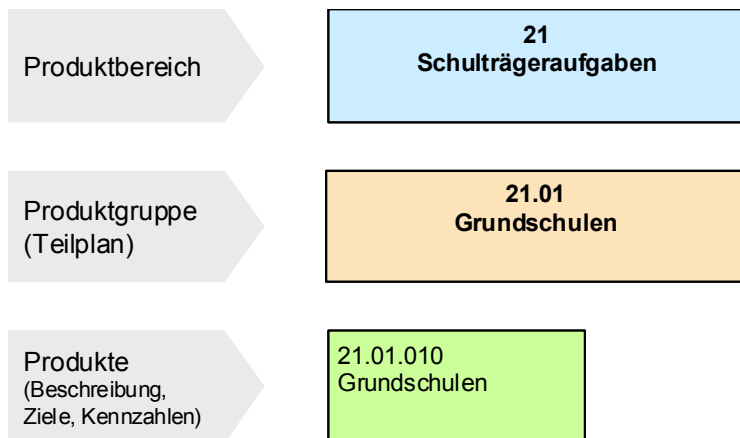 Produktbereich
21
Schulträgeraufgaben
Produktgruppe
(Teilplan)
21.01
Grundschulen
Produkte
(Beschreibung,
Ziele, Kennzahlen)
21.01.010
Grundschulen